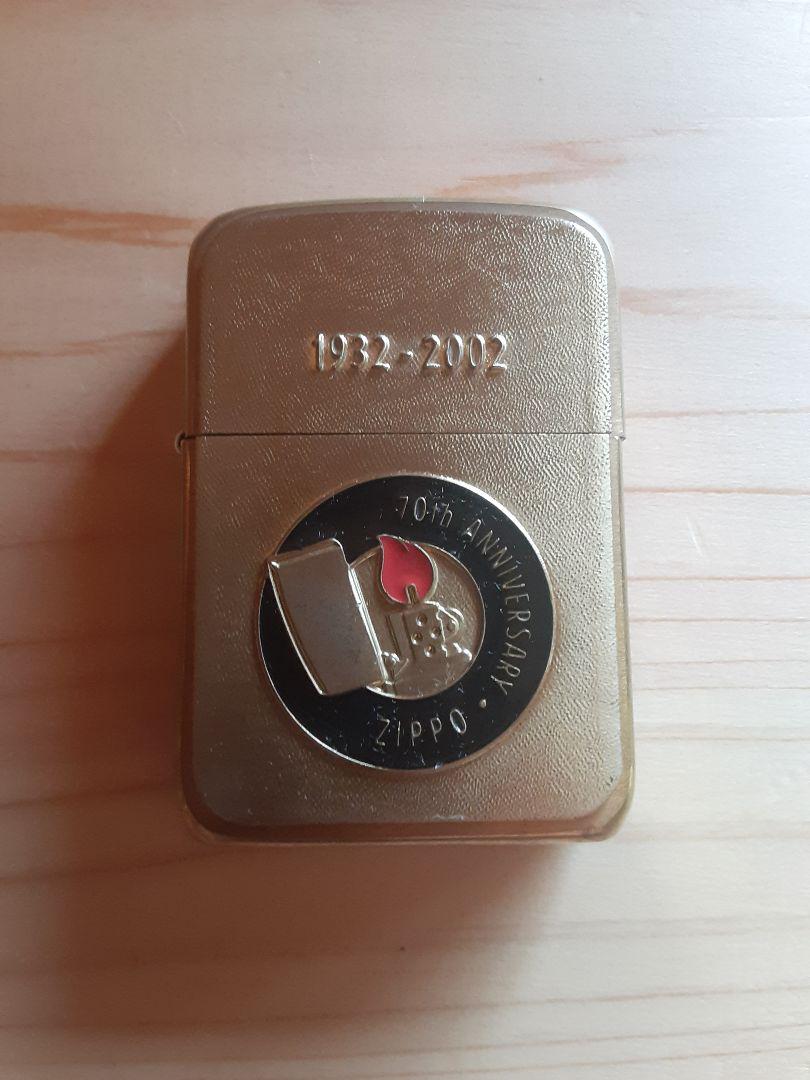 1932-2002
70th ANNIVERSARY •
ZIPPO